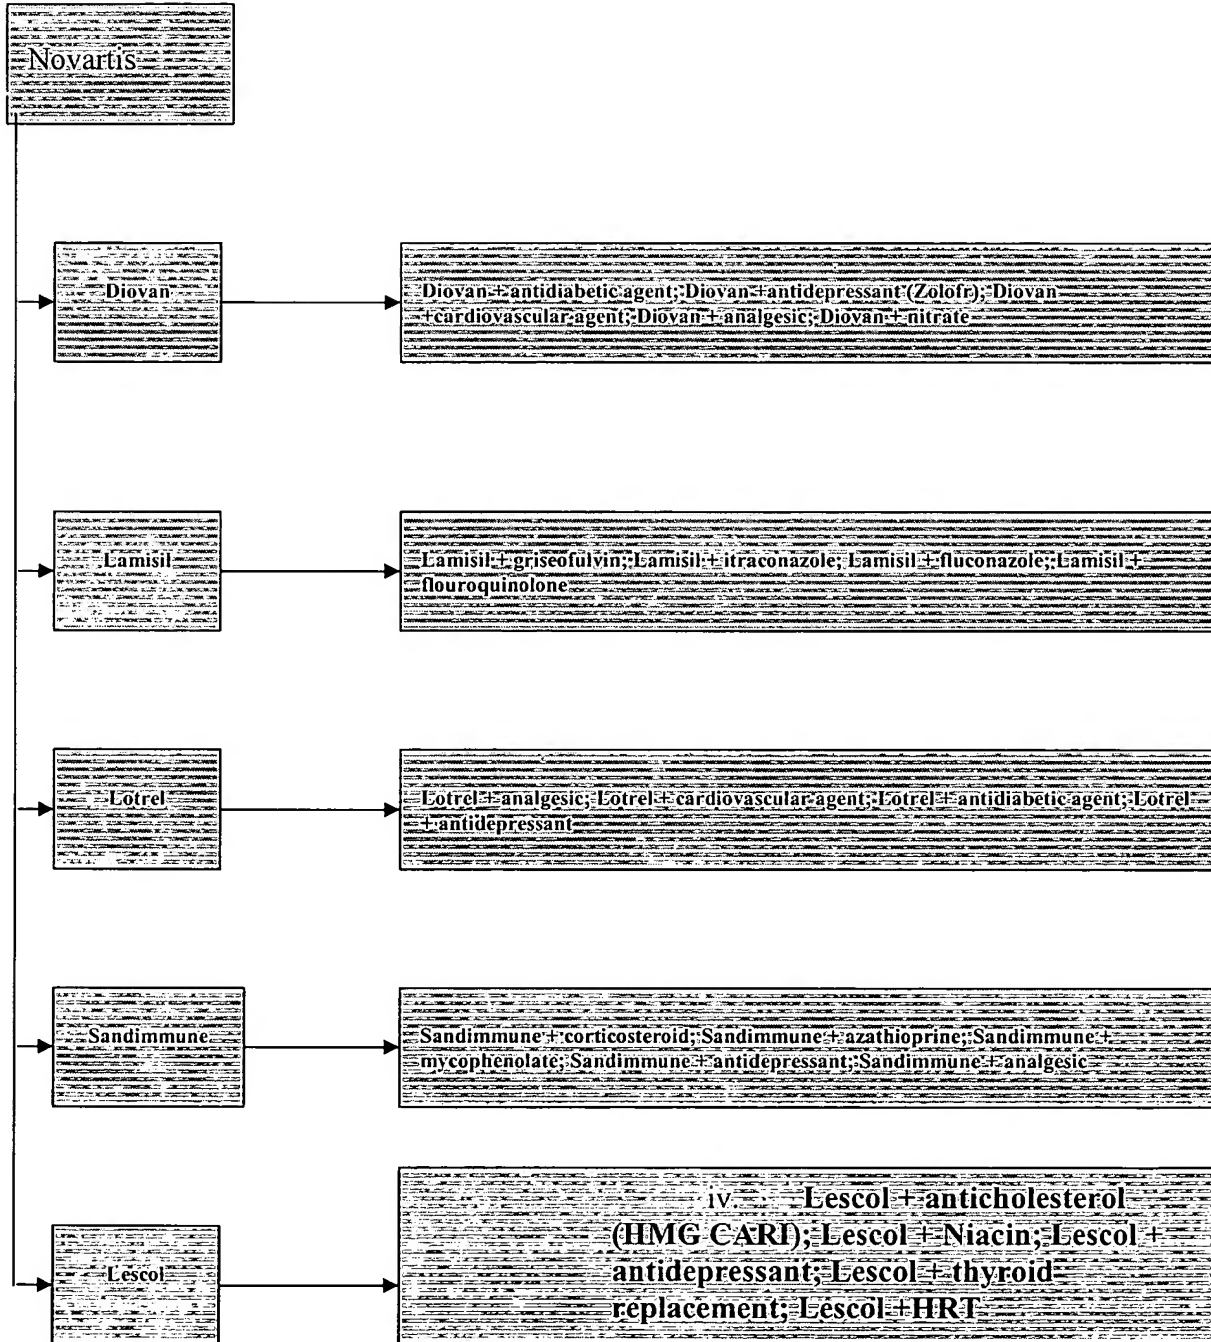 Novartis
Diovan
Diovan + antidiabetic agent; Diovan +antidepressant (Zolofr); Diovan
+cardiovascular agent; Diovan + analgesic; Diovan + nitrate
Lamisil
Lamisil + griseofulvin; Lamisil + itraconazole; Lamisil + fluconazole; Lamisil +
flouroquinolone
Lotrel
Lotrel + analgesic; Lotrel + cardiovascular agent; Lotrel + antidiabetic agent; Lotrel
+ antidepressant
Sandimmune
Sandimmune + corticosteroid; Sandimmune + azathioprine; Sandimmune +
mycophenolate; Sandimmune + antidepressant; Sandimmune + analgesic
Lescol
iv. Lescol + anticholesterol
(HMG CARI); Lescol + Niacin; Lescol +
antidepressant; Lescol + thyroid
replacement; Lescol +HRT